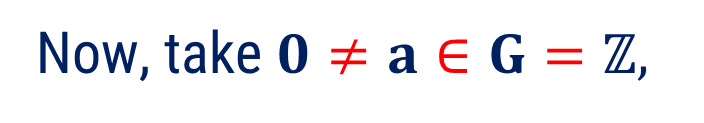 Now, take 0 ≠ a ∈ G = ℤ,